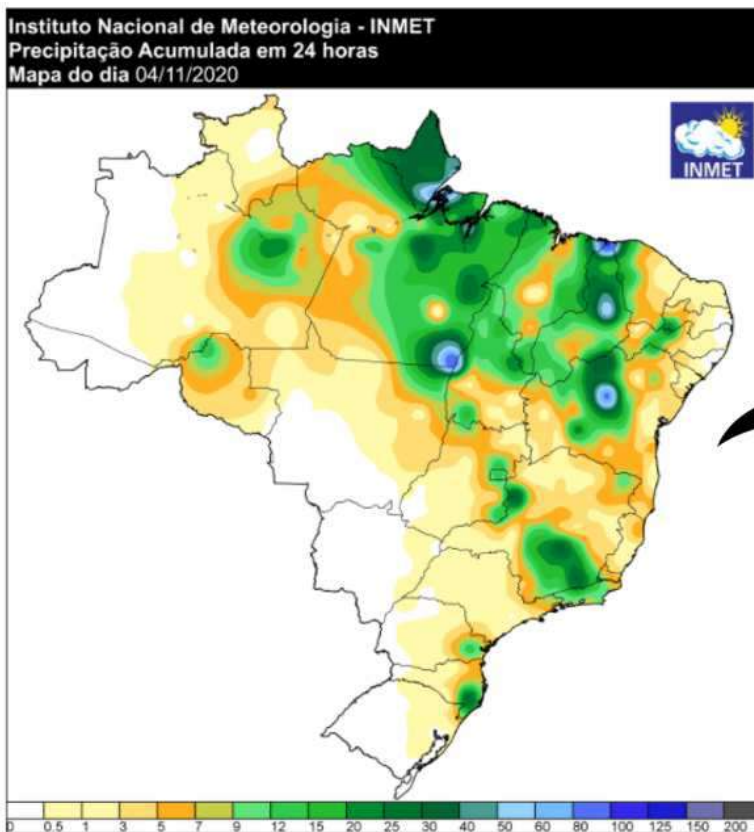 Instituto Nacional de Meteorologia - INMET
Precipitação Acumulada em 24 horas
Mapa do dia 04/11/2020
INMET
0 0.5 1 3 5 7 9 12 15 20 25 30 40 50 60 80 100 125 150 200